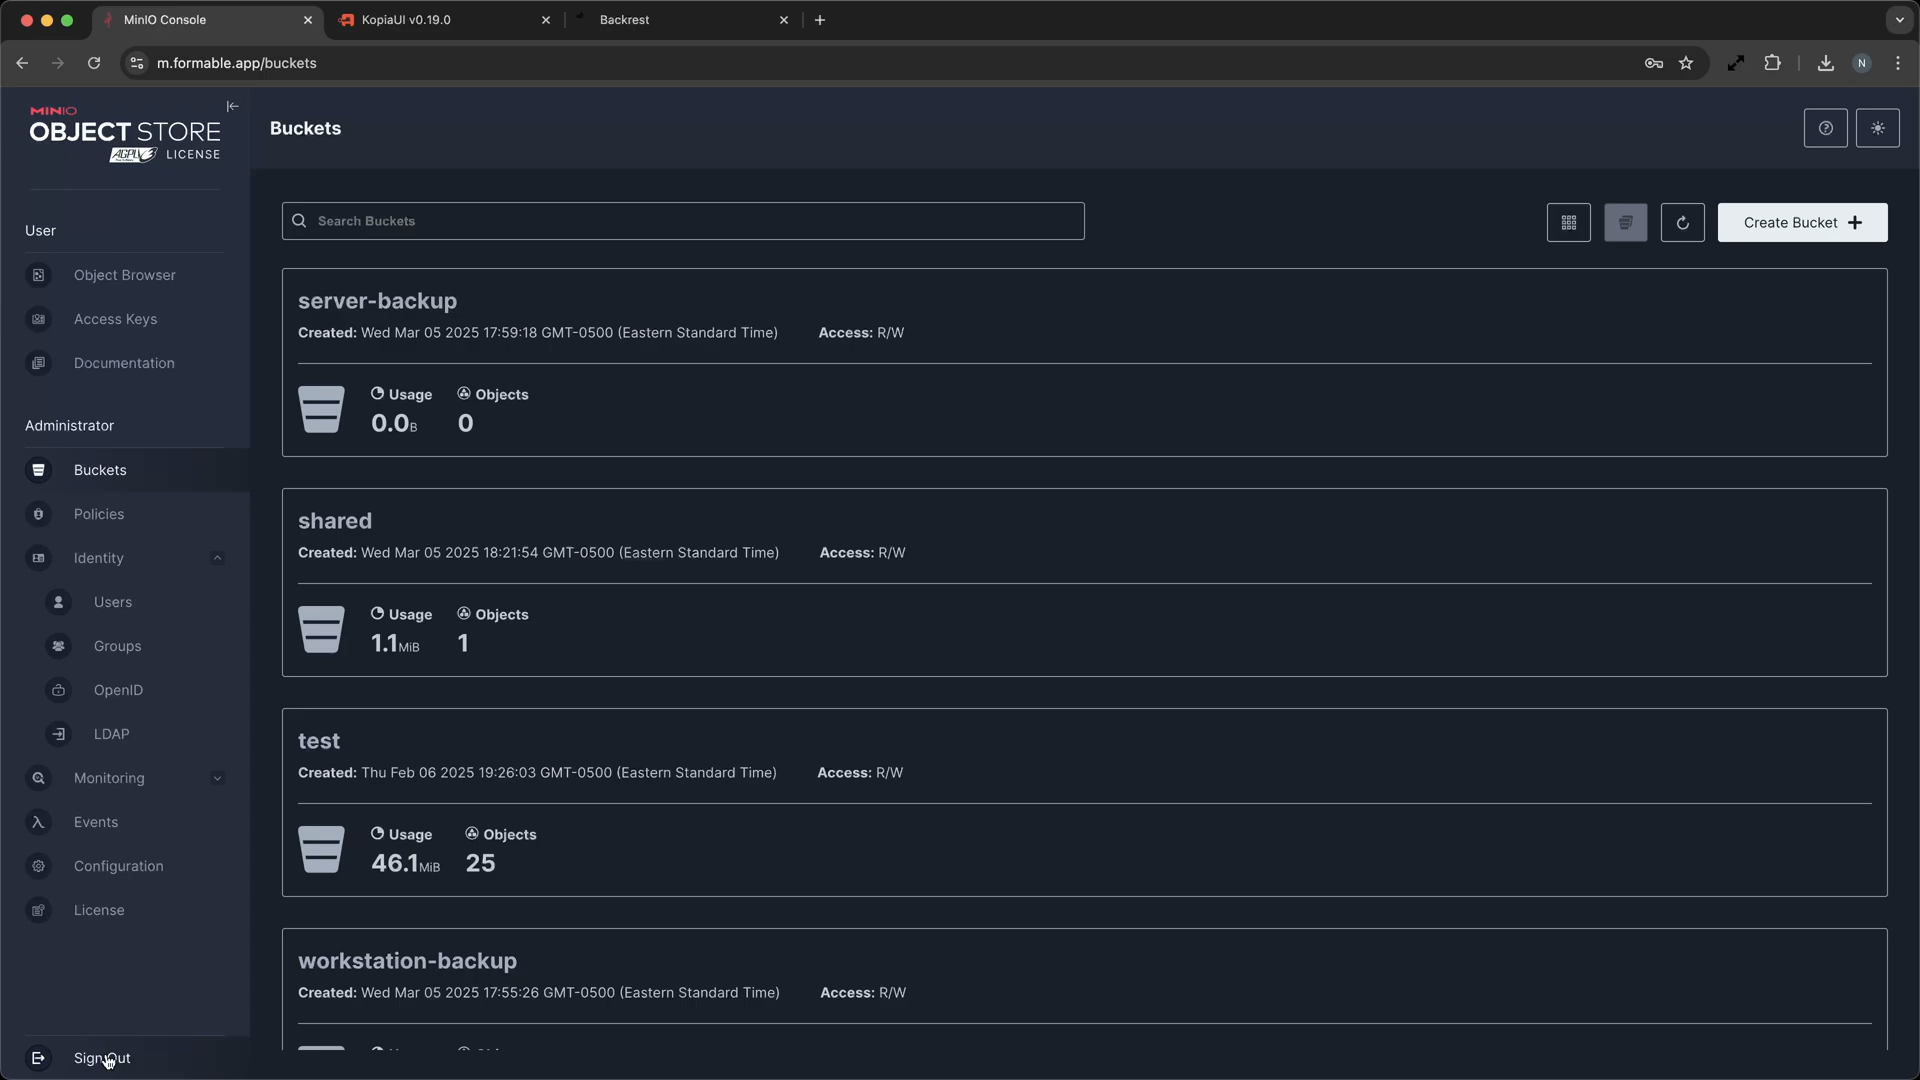 MinIO Console
KopiaUI v0.19.0
Backrest
m.formable.app/buckets
N
MINIO
OBJECT STORE
AGPLv3 LICENSE
Buckets
User
Object Browser
Access Keys
Documentation
Administrator
Buckets
Policies
Identity
Users
Groups
OpenID
LDAP
Monitoring
Events
Configuration
License
Sign Out
Search Buckets
Create Bucket
server-backup
Created: Wed Mar 05 2025 17:59:18 GMT-0500 (Eastern Standard Time) Access: R/W
Usage Objects
0.0B 0
shared
Created: Wed Mar 05 2025 18:21:54 GMT-0500 (Eastern Standard Time) Access: R/W
Usage Objects
1.1MiB 1
test
Created: Thu Feb 06 2025 19:26:03 GMT-0500 (Eastern Standard Time) Access: R/W
Usage Objects
46.1MiB 25
workstation-backup
Created: Wed Mar 05 2025 17:55:26 GMT-0500 (Eastern Standard Time) Access: R/W